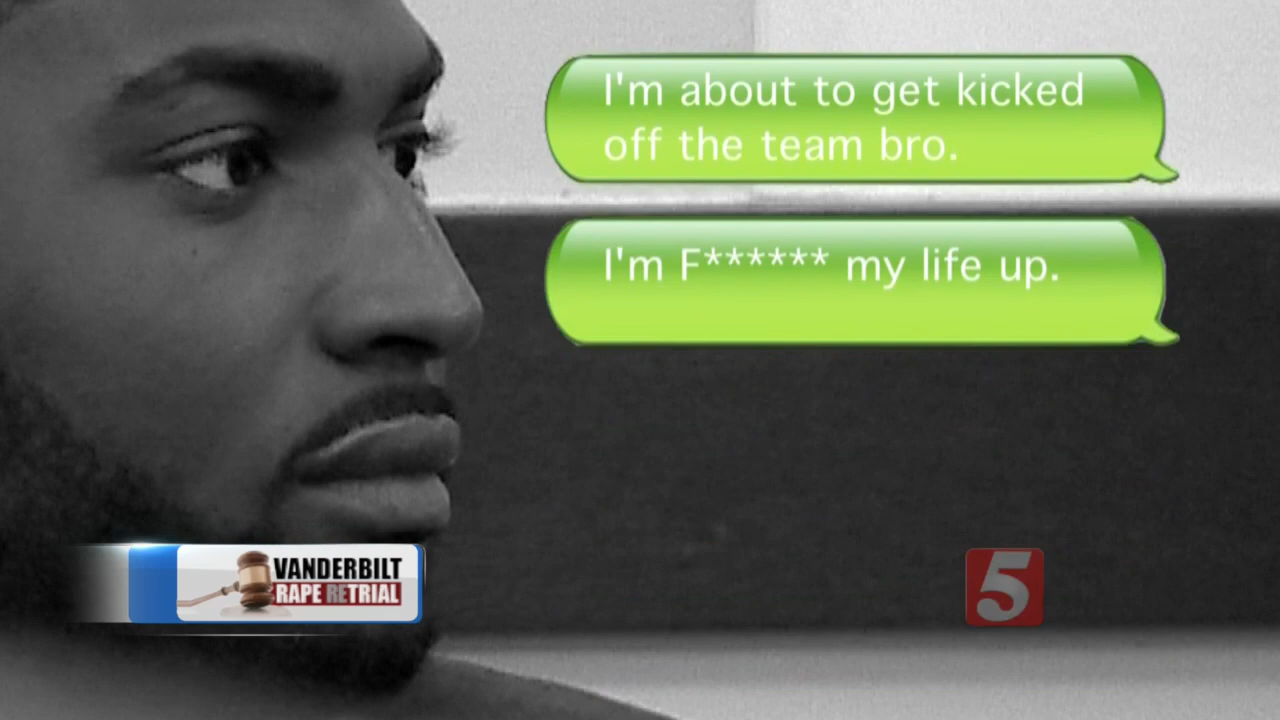 I'm about to get kicked
off the team bro.
I'm F****** my life up.
VANDERBILT
RAPE RETRIAL
5